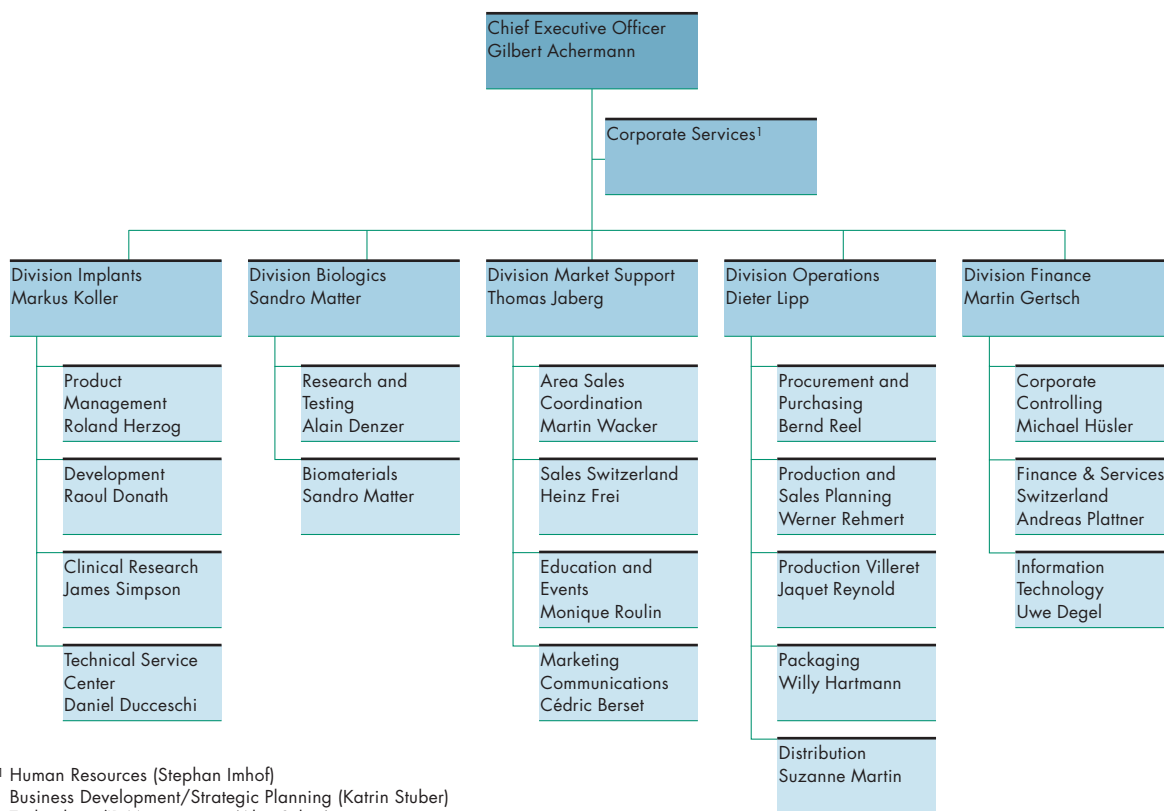 Chief Executive Officer
Gilbert Achermann
Corporate Services¹
Division Implants
Markus Koller
Division Biologics
Sandro Matter
Division Market Support
Thomas Jaberg
Division Operations
Dieter Lipp
Division Finance
Martin Gertsch
Product
Management
Roland Herzog
Development
Raoul Donath
Clinical Research
James Simpson
Technical Service
Center
Daniel Ducceschi
Research and
Testing
Alain Denzer
Biomaterials
Sandro Matter
Area Sales
Coordination
Martin Wacker
Sales Switzerland
Heinz Frei
Education and
Events
Monique Roulin
Marketing
Communications
Cédric Berset
Procurement and
Purchasing
Bernd Reel
Production and
Sales Planning
Werner Rehmert
Production Villeret
Jaquet Reynold
Packaging
Willy Hartmann
Distribution
Suzanne Martin
Corporate
Controlling
Michael Hüsler
Finance & Services
Switzerland
Andreas Plattner
Information
Technology
Uwe Degel
¹ Human Resources (Stephan Imhof)
Business Development/Strategic Planning (Katrin Stuber)